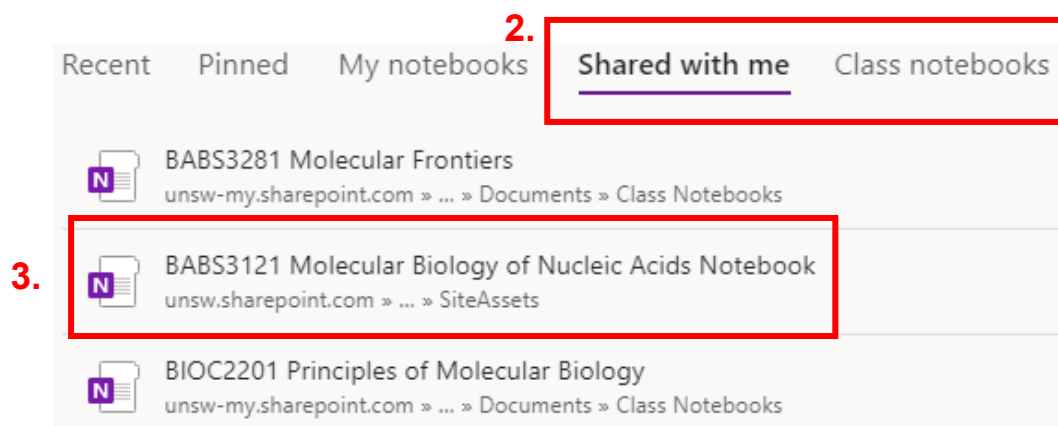 2.
Recent Pinned My notebooks Shared with me Class notebooks
N BABS3281 Molecular Frontiers
unsw-my.sharepoint.com » ... » Documents » Class Notebooks
3.
N BABS3121 Molecular Biology of Nucleic Acids Notebook
unsw.sharepoint.com » ... » SiteAssets
N BIOC2201 Principles of Molecular Biology
unsw-my.sharepoint.com » ... » Documents » Class Notebooks